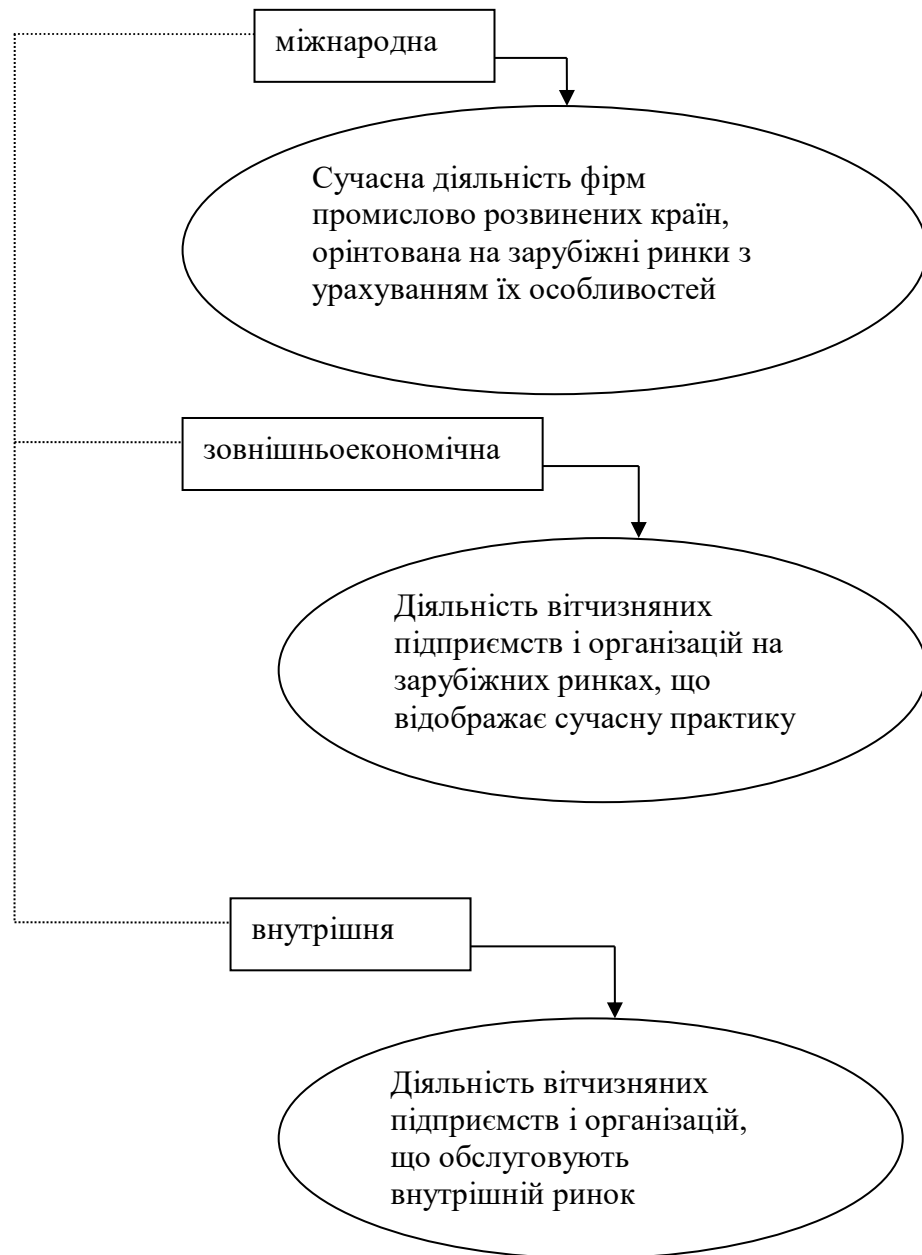 міжнародна
Сучасна діяльність фірм
промислово розвинених країн,
орінтована на зарубіжні ринки з
урахуванням їх особливостей
зовнішньоекономічна
Діяльність вітчизняних
підприємств і організацій на
зарубіжних ринках, що
відображає сучасну практику
внутрішня
Діяльність вітчизняних
підприємств і організацій,
що обслуговують
внутрішній ринок